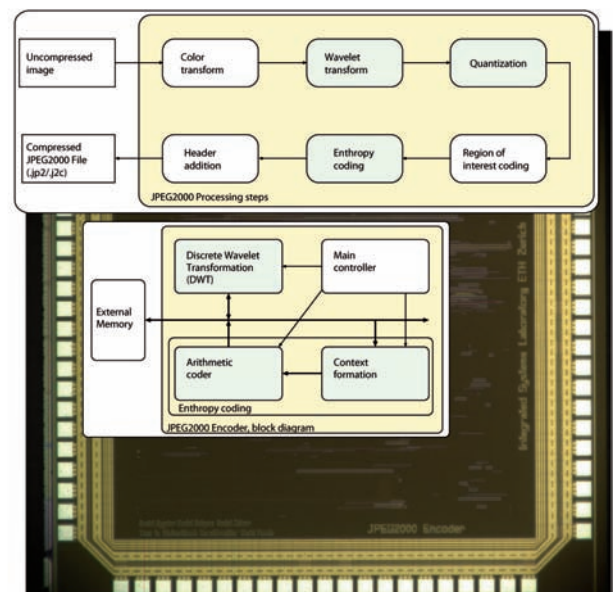 Uncompressed
image
Color
transform
Wavelet
transform
Quantization
Compressed
JPEG2000 File
(.jp2/.j2c)
Header
addition
Enthropy
coding
Region of
interest coding
JPEG2000 Processing steps
Discrete Wavelet
Transformation
(DWT)
Main
controller
External
Memory
Arithmetic
coder
Context
formation
Enthropy coding
JPEG2000 Encoder, block diagram
Integrated Systems Laboratory ETH Zurich
JPEG2000 Encoder